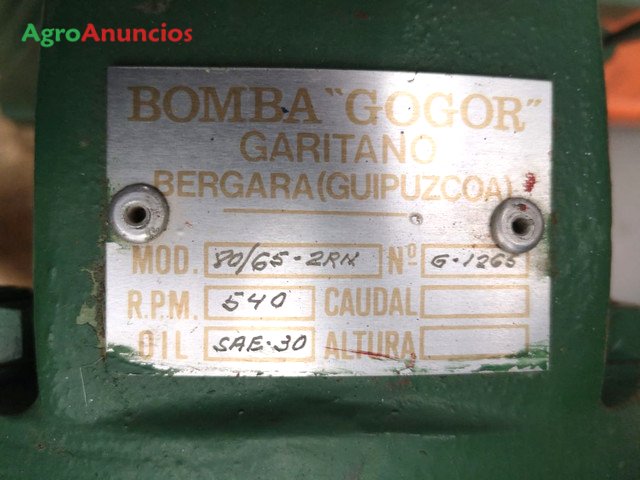 AgroAnuncios
BOMBA "GOGOR"
GARITANO
BERGARA (GUIPUZCOA)
MOD. 80/65-2RN Nº G-1265
R.P.M. 540 CAUDAL
OIL SAE-30 ALTURA